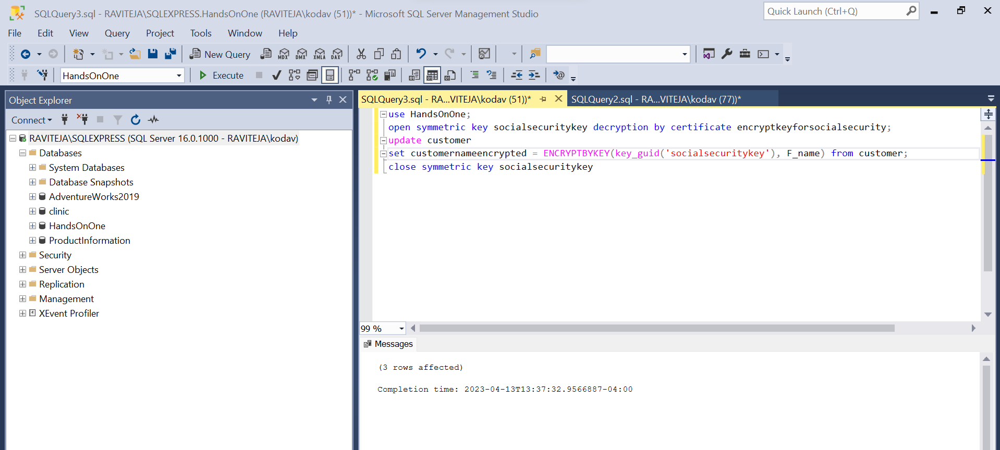 SQLQuery3.sql - RAVITEJA\SQLEXPRESS.HandsOnOne (RAVITEJA\kodav (51))* - Microsoft SQL Server Management Studio
Quick Launch (Ctrl+Q)
File Edit View Query Project Tools Window Help
New Query MDX DMX XMLA DAX
HandsOnOne Execute
Object Explorer
Connect
RAVITEJA\SQLEXPRESS (SQL Server 16.0.1000 - RAVITEJA\kodav)
Databases
System Databases
Database Snapshots
AdventureWorks2019
clinic
HandsOnOne
ProductInformation
Security
Server Objects
Replication
Management
XEvent Profiler
SQLQuery3.sql - RA...VITEJA\kodav (51))* SQLQuery2.sql - RA...VITEJA\kodav (77))*
use HandsOnOne;
open symmetric key socialsecuritykey decryption by certificate encryptkeyforsocialsecurity;
update customer
set customernameencrypted = ENCRYPTBYKEY(key_guid('socialsecuritykey'), F_name) from customer;
close symmetric key socialsecuritykey
99 %
Messages
(3 rows affected)
Completion time: 2023-04-13T13:37:32.9566887-04:00